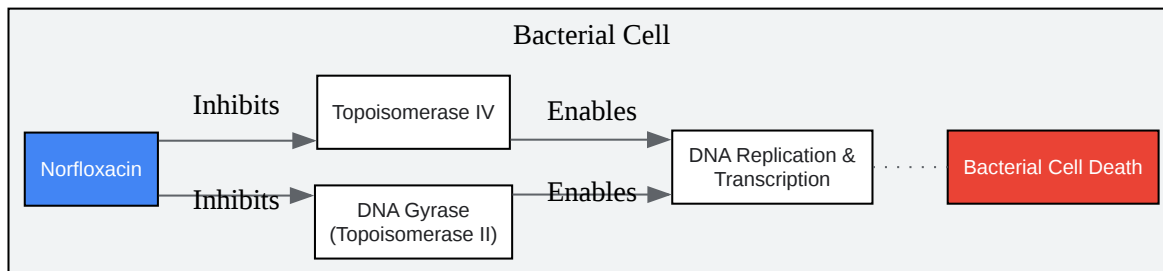 Bacterial Cell
Inhibits
Topoisomerase IV
Enables
Norfloxacin
DNA Replication &
Transcription
Bacterial Cell Death
Inhibits
DNA Gyrase
(Topoisomerase II)
Enables